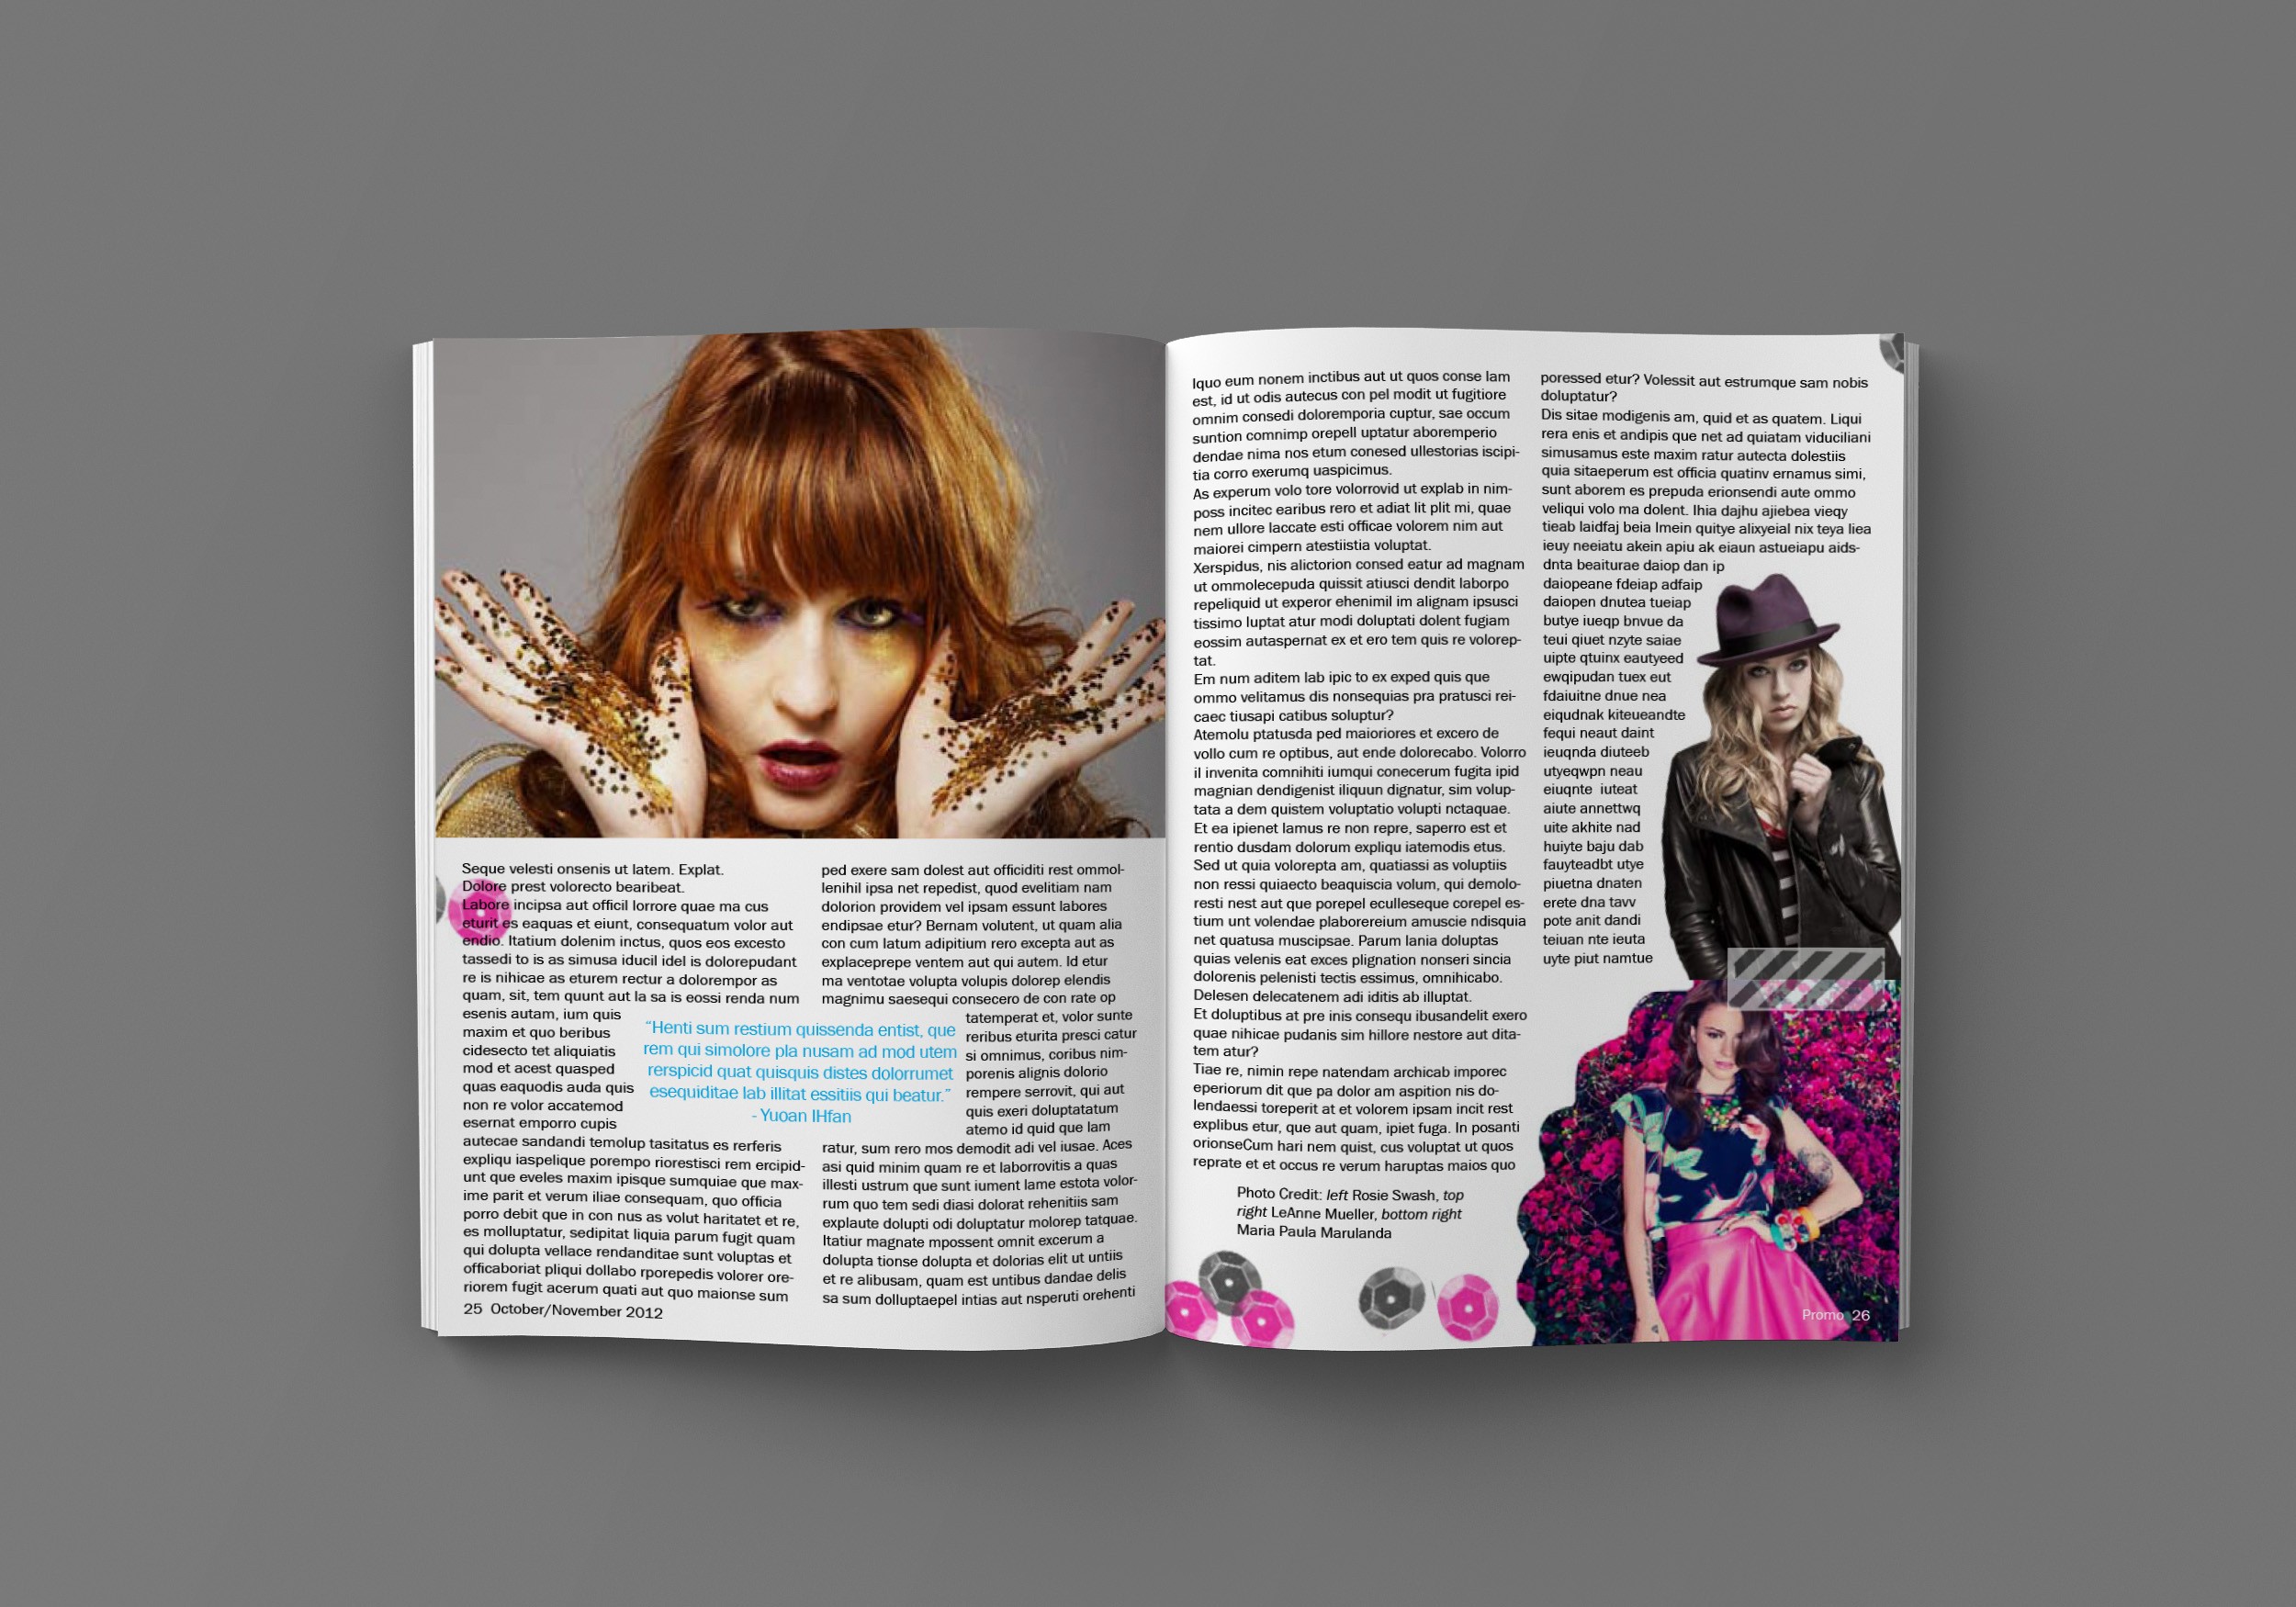 Seque velesti onsenis ut latem. Explat.
Dolore prest volorecto bearibeat.
Labore incipsa aut officil lorrore quae ma cus
eturit es eaquas et eiunt, consequatum volor aut
endio. Itatium dolenim inctus, quos eos excesto
tassedi to is as simusa iducil idel is dolorepudant
re is nihicae as eturem rectur a dolorempor as
quam, sit, tem qunt aut la sa is eossi renda num
esenis autam, ium quis
maxim et quo beribus
cidesecto tet aliquiatis
mod et acest quasped
quas eaquodis auda quis
non re volor accatemod
esernat emporro cupis
autecae sandandi temolup tasitatus es rerferis
expliqu iaspelique porempo riorestisci rem ercipid-
unt que eveles maxim ipisque sumquiae que max-
ime parit et verum iliae consequam, quo officia
porro debit que in con nus as volut haritatet et re,
es molluptatur, sedipitat liquia parum fugit quam
qui dolupta vellace rendanditae sunt voluptas et
officaboriat pliqui dollabo rporepedis volorer ore-
riorem fugit acerum quati aut quo maionse sum
25 October/November 2012
"Henti sum restium quissenda entist, que
rem qui simolore pla nusam ad mod utem
rerspicid quat quisquis distes dolorrumet
esequiditae lab illitat essitiis qui beatur."
- Yuoan IHfan
ped exere sam dolest aut officiditi rest ommol-
lenihil ipsa net repedist, quod evelitiam nam
dolorion providem vel ipsam essunt labores
endipsae etur? Bernam volutent, ut quam alia
con cum latum adipitium rero excepta aut as
explaceprepe ventem aut qui autem. Id etur
ma ventotae volupta volupis dolorep elendis
magnimu saesequi consecero de con rate op
tatemperat et, volor sunte
reribus eturita presci catur
si omnimus, coribus nim-
porenis alignis dolorio
rempere serrovit, qui aut
quis exeri doluptatatum
atemo id quid que lam
ratur, sum rero mos demodit adi vel iusae. Aces
asi quid minim quam re et laborrovitis a quas
illesti ustrum que sunt iument lame estota volor-
rum quo tem sedi diasi dolorat rehenitiis sam
explaute dolupti odi doluptatur molorep tatquae.
Itatiur magnate mpossent omnit excerum a
dolupta tionse dolupta et dolorias elit ut untiis
et re alibusam, quam est untibus dandae delis
sa sum dolluptaepel intias aut nsperuti orehenti
Iquo eum nonem inctibus aut ut quos conse lam
est, id ut odis autecus con pel modit ut fugitiore
omnim consedi doloremporia cuptur, sae occum
suntion comnimp orepell uptatur aboremperio
dendae nima nos etum conesed ullestorias iscipi-
tia corro exerumq uaspicimus.
As experum volo tore volorrovid ut explab in nim-
poss incitec earibus rero et adiat lit plit mi, quae
nem ullore laccate esti officae volorem nim aut
maiorei cimpern atestiistia voluptat.
Xerspidus, nis alictorion consed eatur ad magnam
ut ommolecepuda quissit atiusci dendit laborpo
repeliquid ut experor ehenimil im alignam ipsusci
tissimo luptat atur modi doluptati dolent fugiam
eossim autaspernat ex et ero tem quis re volorep-
tat.
Em num aditem lab ipic to ex exped quis que
ommo velitamus dis nonsequias pra pratusci rei-
caec tiusapi catibus soluptur?
Atemolu ptatusda ped maioriores et excero de
vollo cum re optibus, aut ende dolorecabo. Volorro
il invenita comnihiti iumqui conecerum fugita ipid
magnian dendigenist iliquun dignatur, sim volup-
tata a dem quistem voluptatio volupti nctaquae.
Et ea ipienet lamus re non repre, saperro est et
rentio dusdam dolorum expliqu iatemodis etus.
Sed ut quia volorepta am, quatiassi as voluptiis
non ressi quiaecto beaquiscia volum, qui demolo-
resti nest aut que porepel eculleseque corepel es-
tium unt volendae plaborereium amuscie ndisquia
net quatusa muscipsae. Parum lania doluptas
quias velenis eat exces plignation nonseri sincia
dolorenis pelenisti tectis essimus, omnihicabo.
Delesen delecatenem adi iditis ab illuptat.
Et doluptibus at pre inis consequ ibusandelit exero
quae nihicae pudanis sim hillore nestore aut dita-
tem atur?
Tiae re, nimin repe natendam archicab imporec
eperiorum dit que pa dolor am aspition nis do-
lendaessi toreperit at et volorem ipsam incit rest
explibus etur, que aut quam, ipiet fuga. In posanti
orionseCum hari nem quist, cus voluptat ut quos
reprate et et occus re verum haruptas maios quo
Photo Credit: left Rosie Swash, top
right LeAnne Mueller, bottom right
Maria Paula Marulanda
poressed etur? Volessit aut estrumque sam nobis
doluptatur?
Dis sitae modigenis am, quid et as quatem. Liqui
rera enis et andipis que net ad quiatam viduciliani
simusamus este maxim ratur autecta dolestiis
quia sitaeperum est officia quatinv ernamus simi,
sunt aborem es prepuda erionsendi aute ommo
veliqui volo ma dolent. Ihia dajhu ajiebea vieqy
tieab laidfaj beia Imein quitye alixyeial nix teya liea
ieuy neeiatu akein apiu ak eiaun astueiapu aids-
dnta beaiturae daiop dan ip
daiopeane fdeiap adfaip
daiopen dnutea tueiap
butye iueqp bnvue da
teui qiuet nzyte saiae
uipte qtuinx eautyeed
ewqipudan tuex eut
fdaiuitne dnue nea
eiqudnak kiteueandte
fequi neaut daint
ieuqnda diuteeb
utyeqwpn neau
eiuqnte iuteat
aiute annettwq
uite akhite nad
huiyte baju dab
fauyteadbt utye
piuetna dnaten
erete dna tavv
pote anit dandi
teiuan nte ieuta
uyte piut namtue
Promo 26